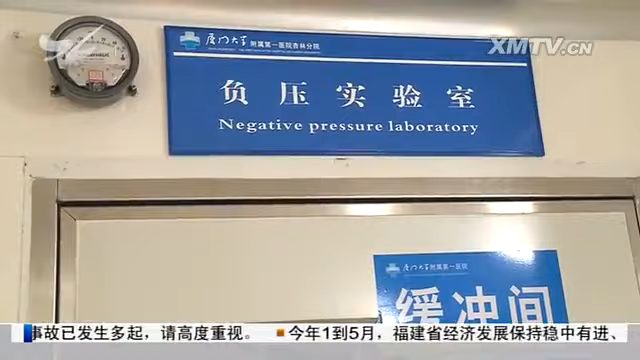 XMTV.CN
厦门大学附属第一医院杏林分院
负压实验室
Negative pressure laboratory
厦门大学附属第一医院
缓冲间
事故已发生多起，请高度重视。 ■今年1到5月，福建省经济发展保持稳中有进、